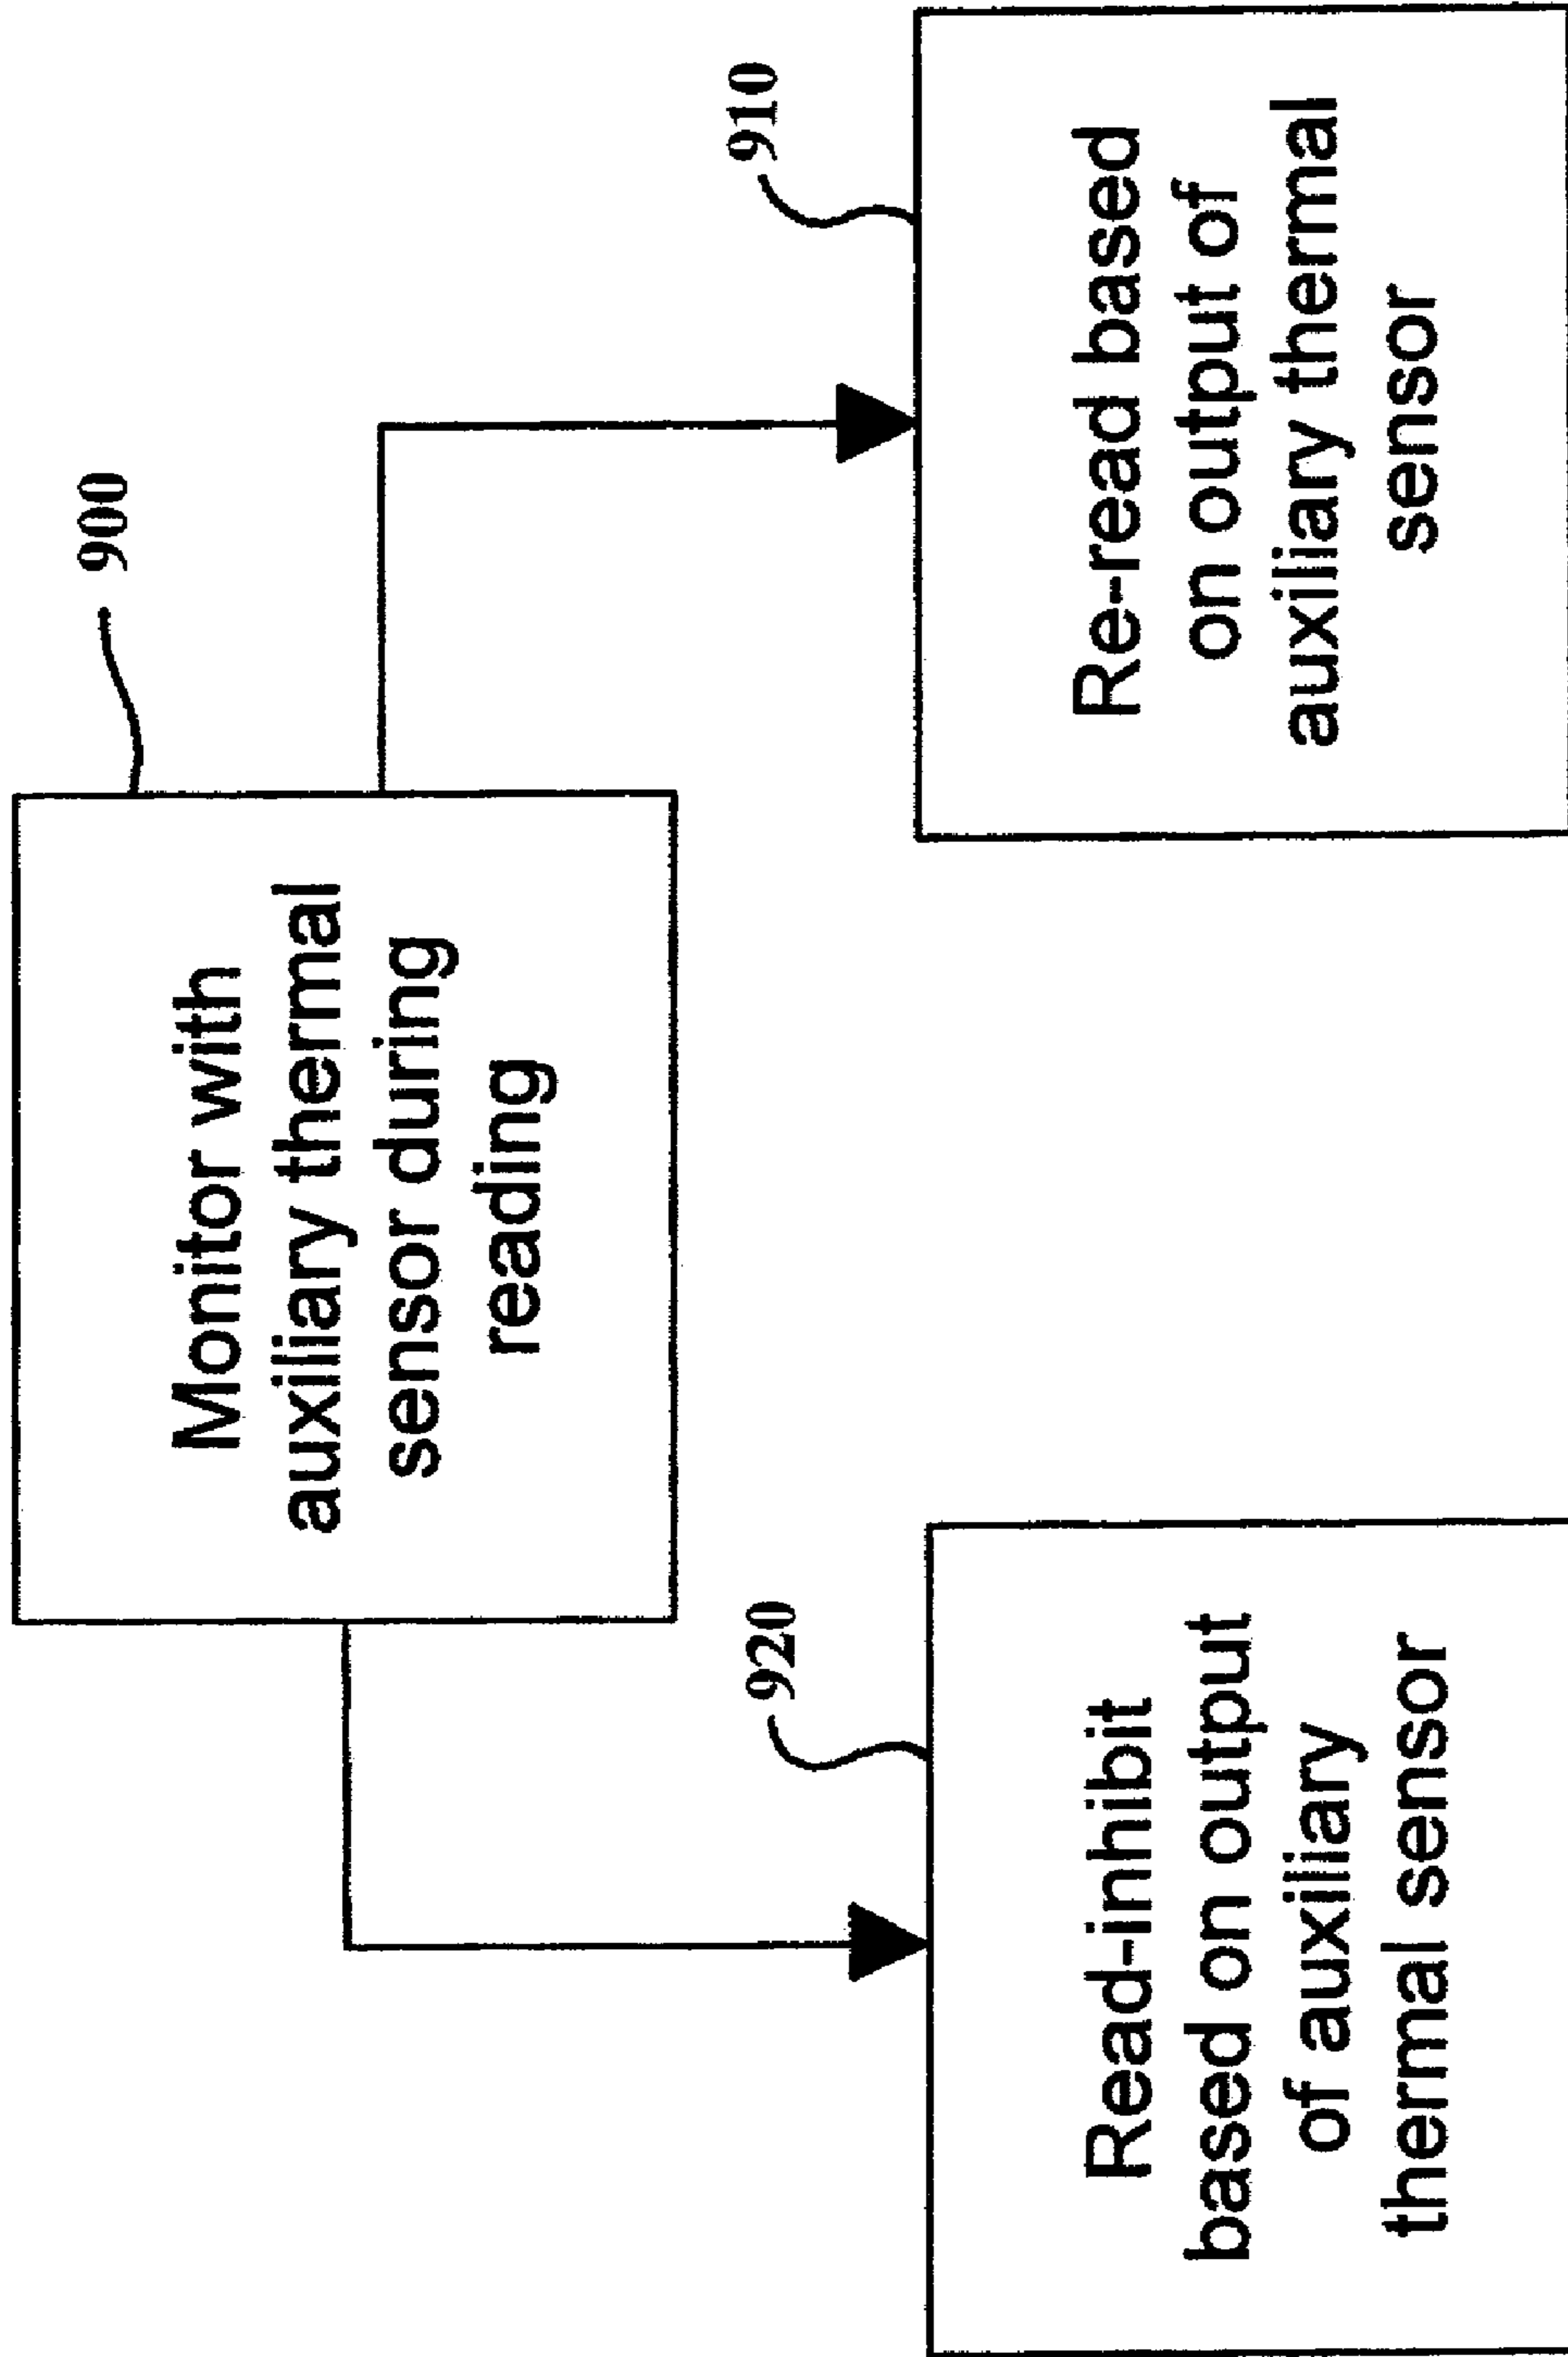 900
Monitor with
auxiliary thermal
sensor during
reading
920
Read-inhibit
based on output
of auxiliary
thermal sensor
910
Re-read based
on output of
auxiliary thermal
sensor